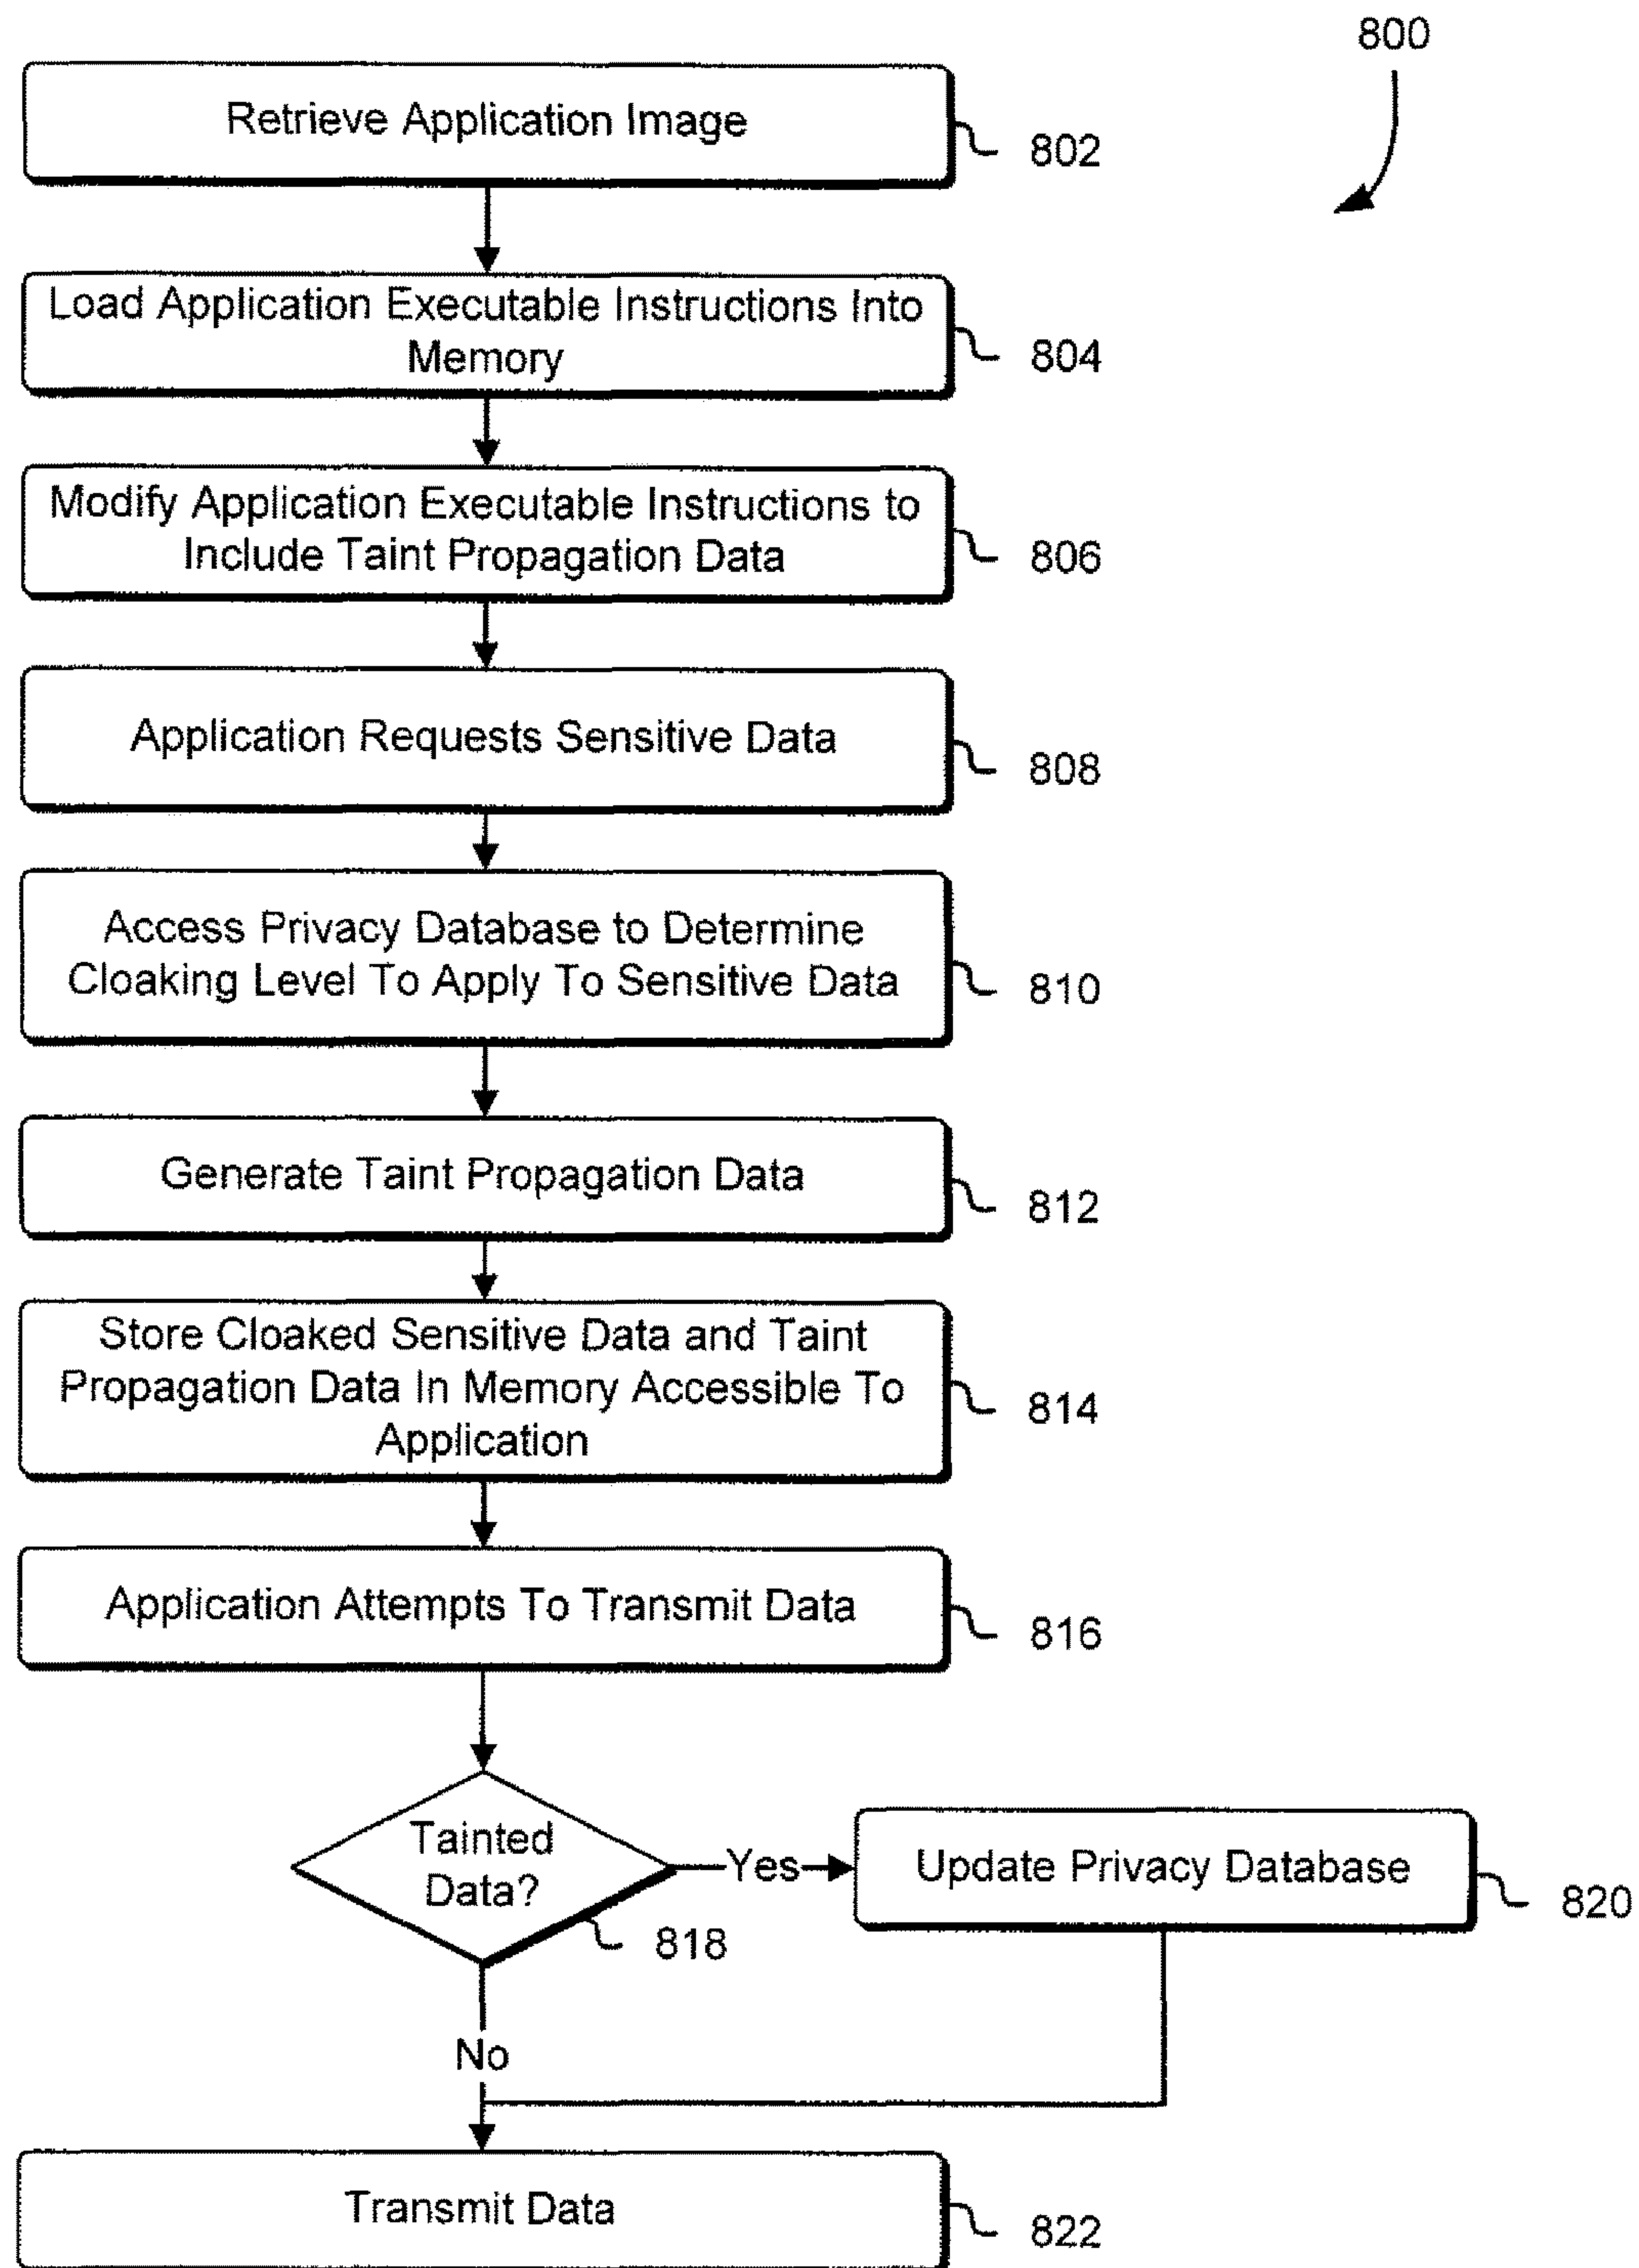 800
Retrieve Application Image
802
Load Application Executable Instructions Into
Memory
804
Modify Application Executable Instructions to
Include Taint Propagation Data
806
Application Requests Sensitive Data
808
Access Privacy Database to Determine
Cloaking Level To Apply To Sensitive Data
810
Generate Taint Propagation Data
812
Store Cloaked Sensitive Data and Taint
Propagation Data In Memory Accessible To
Application
814
Application Attempts To Transmit Data
816
Tainted
Data?
818
Yes
Update Privacy Database
820
No
Transmit Data
822